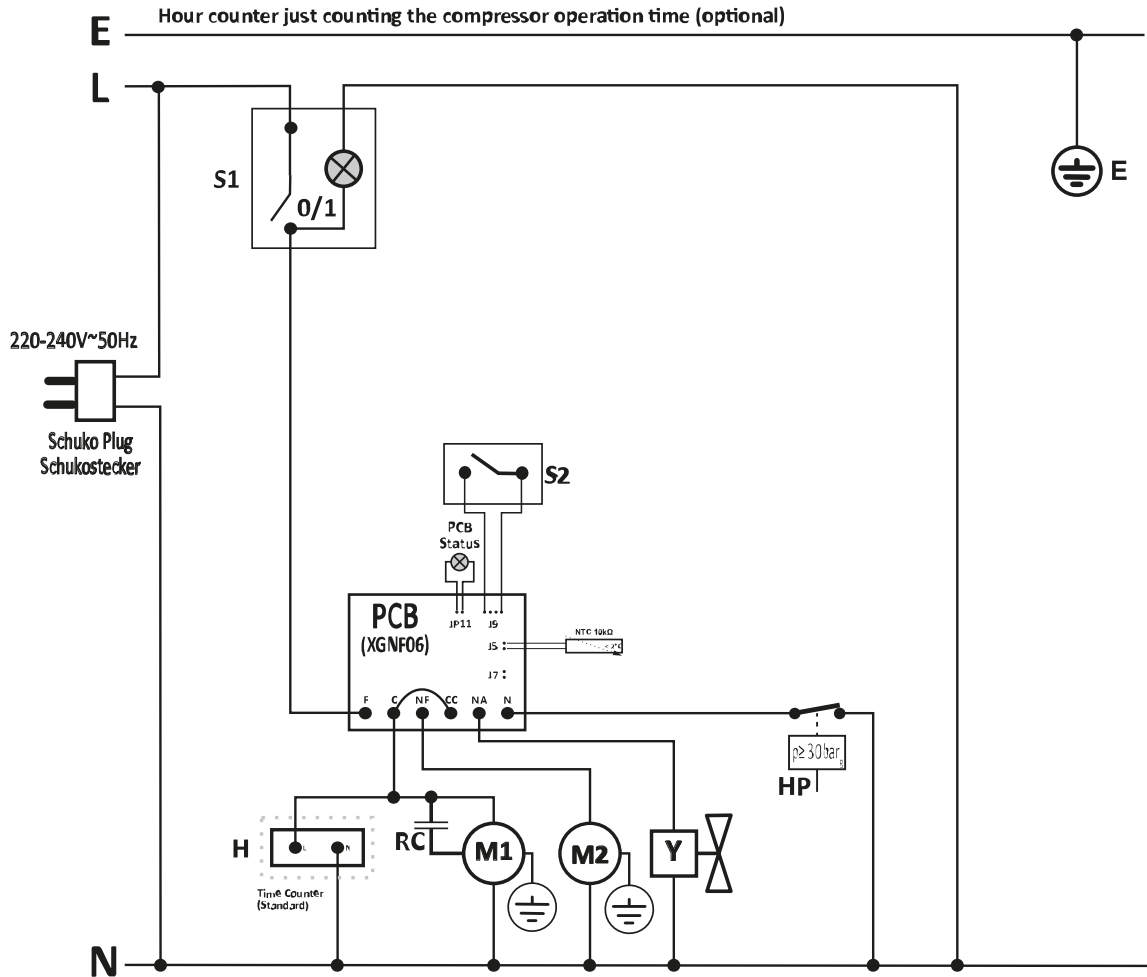 Hour counter just counting the compressor operation time (optional)
E
L
S1
0/1
E
220-240V~50Hz
Schuko Plug
Schukostecker
S2
PCB
Status
PCB
(XGNF06)
JP11 J9
J5
NTC 10kΩ
J7
F C NF CC NA N
p≥30bar
HP
H
L N
RC
M1
M2
Y
Time Counter
(Standard)
N